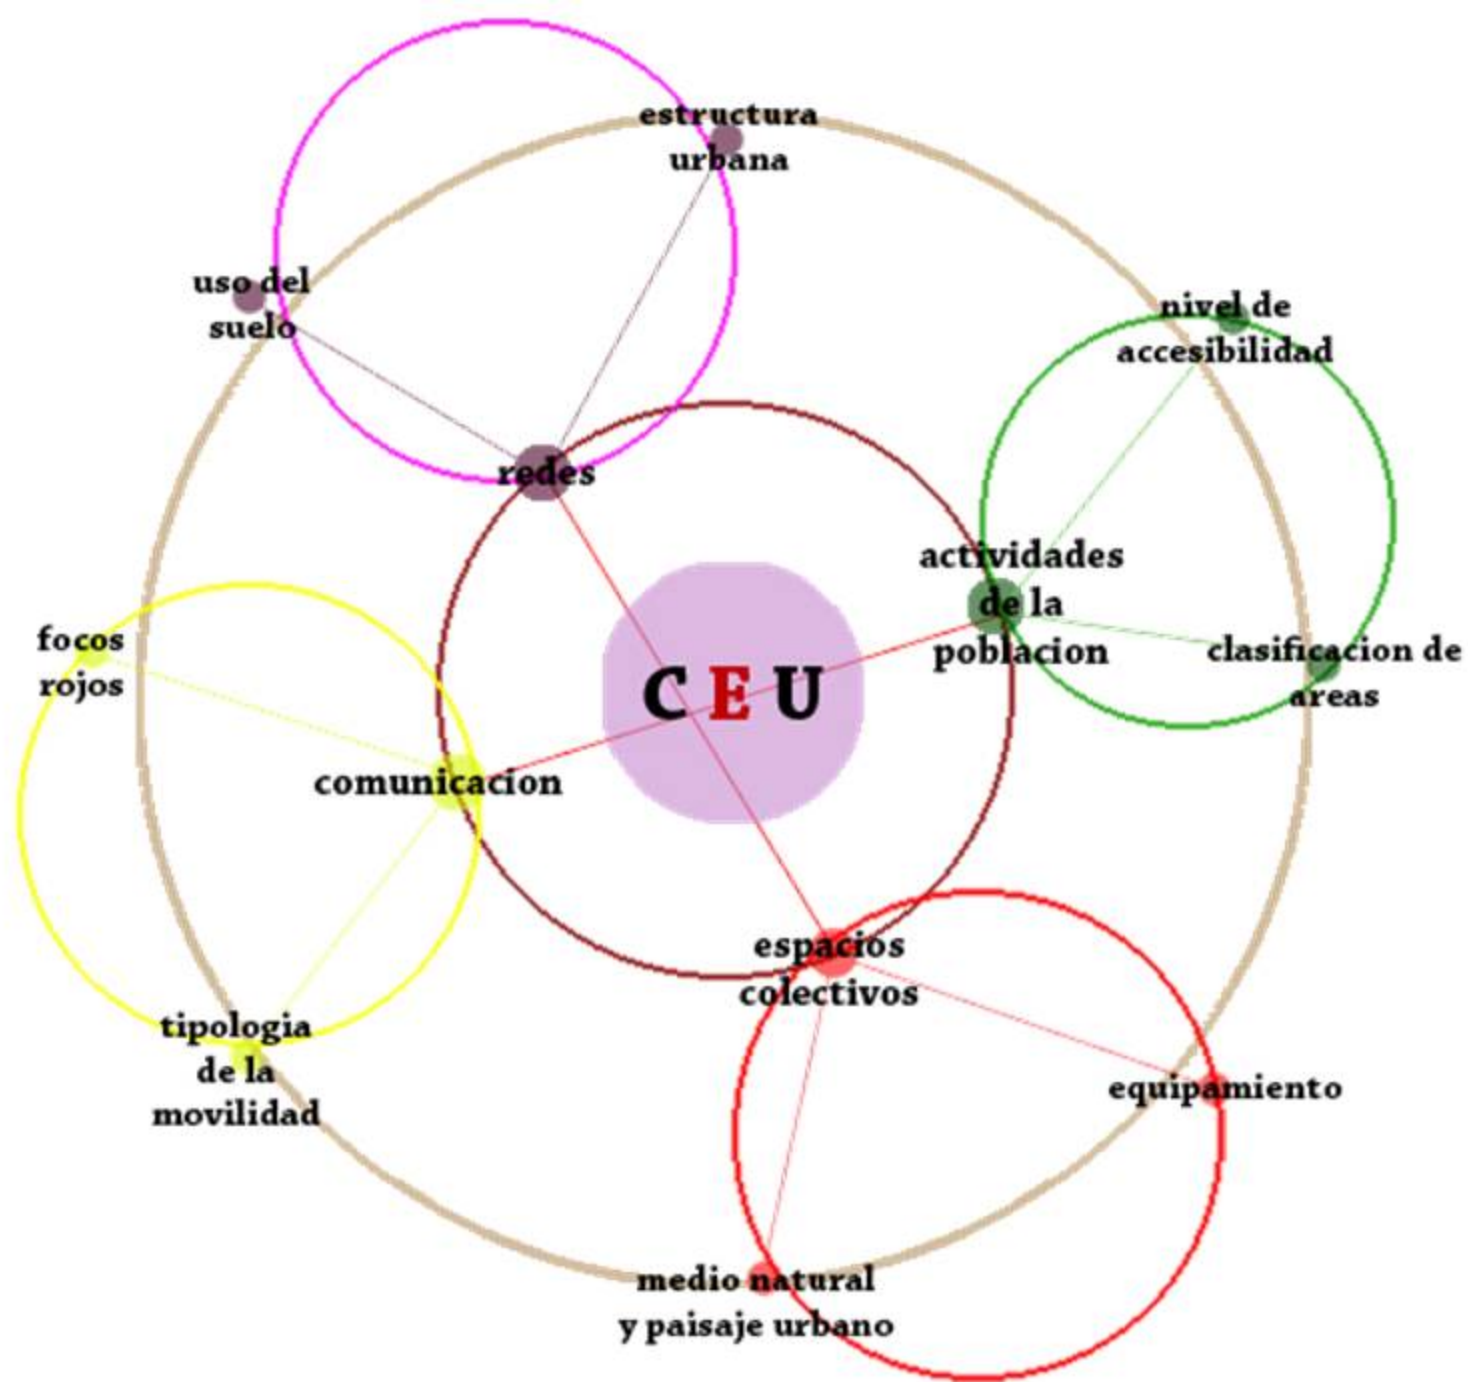 estructura
urbana
uso del
suelo
nivel de
accesibilidad
redes
actividades
de la
poblacion
focos
rojos
clasificacion de
areas
C E U
comunicacion
espacios
colectivos
tipologia
de la
movilidad
equipamiento
medio natural
y paisaje urbano